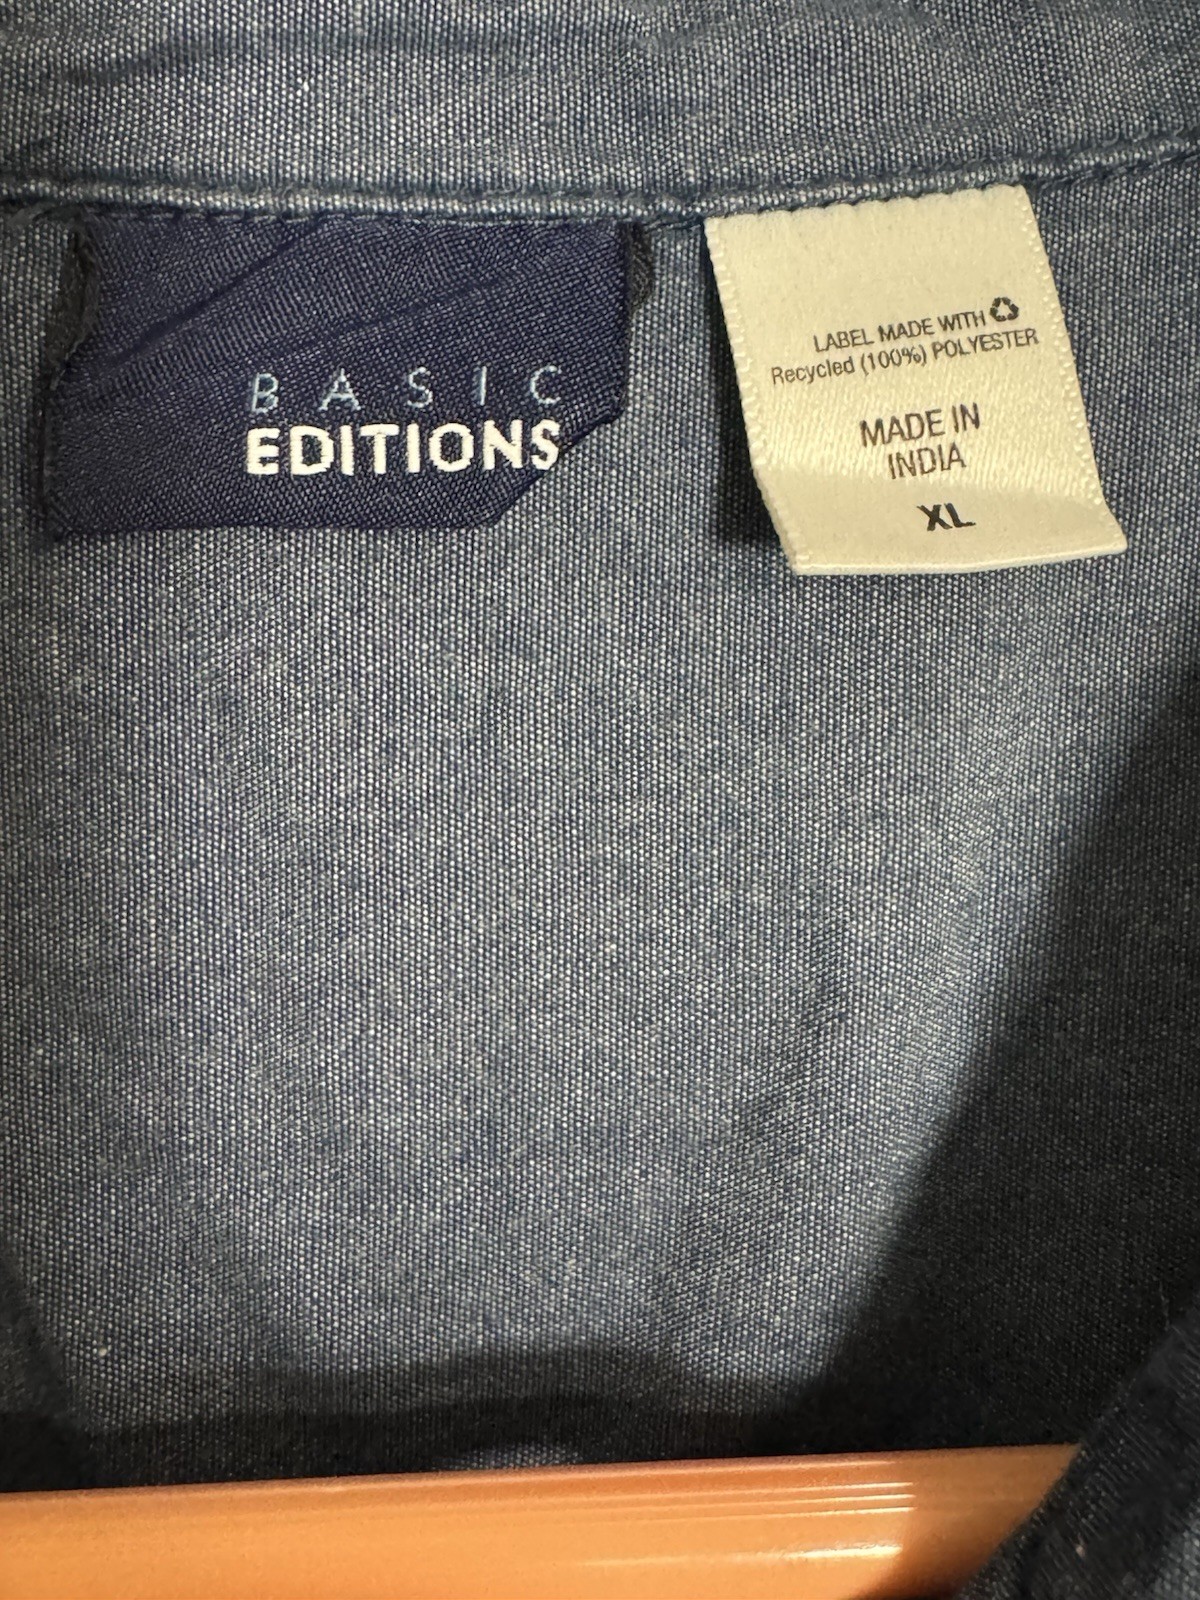 BASIC
EDITIONS
LABEL MADE WITH
Recycled (100%) POLYESTER
MADE IN
INDIA
XL